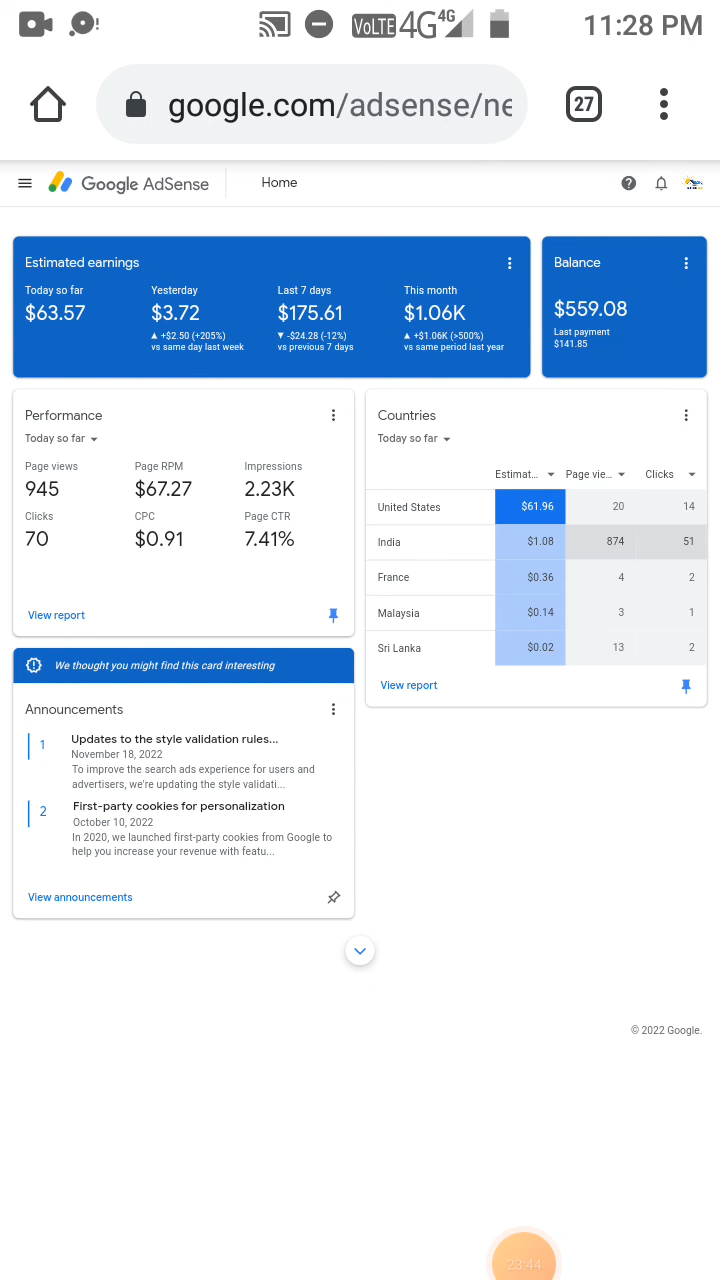 VoLTE 4G 4G 11:28 PM
google.com/adsense/ne
27
Google AdSense Home
Estimated earnings
Today so far Yesterday Last 7 days This month
$63.57 $3.72 $175.61 $1.06K
+$2.50 (+205%) -$24.28 (-12%) +$1.06K (>500%)
vs same day last week vs previous 7 days vs same period last year
Balance
$559.08
Last payment
$141.85
Performance
Today so far
Page views Page RPM Impressions
945 $67.27 2.23K
Clicks CPC Page CTR
70 $0.91 7.41%
View report
Countries
Today so far
Estimat... Page vie... Clicks
United States $61.96 20 14
India $1.08 874 51
France $0.36 4 2
Malaysia $0.14 3 1
Sri Lanka $0.02 13 2
View report
We thought you might find this card interesting
Announcements
1 Updates to the style validation rules...
November 18, 2022
To improve the search ads experience for users and
advertisers, we're updating the style validati...
2 First-party cookies for personalization
October 10, 2022
In 2020, we launched first-party cookies from Google to
help you increase your revenue with featu...
View announcements
© 2022 Google.
23:44